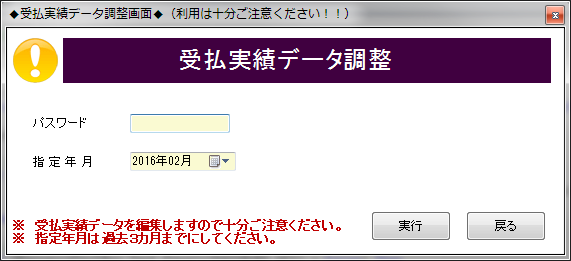 ◆受払実績データ調整画面◆（利用は十分ご注意ください！！）
受払実績データ調整
パスワード
指定年月
2016年02月
※　受払実績データを編集しますので十分ご注意ください。
※　指定年月は過去3カ月までにしてください。
実行
戻る